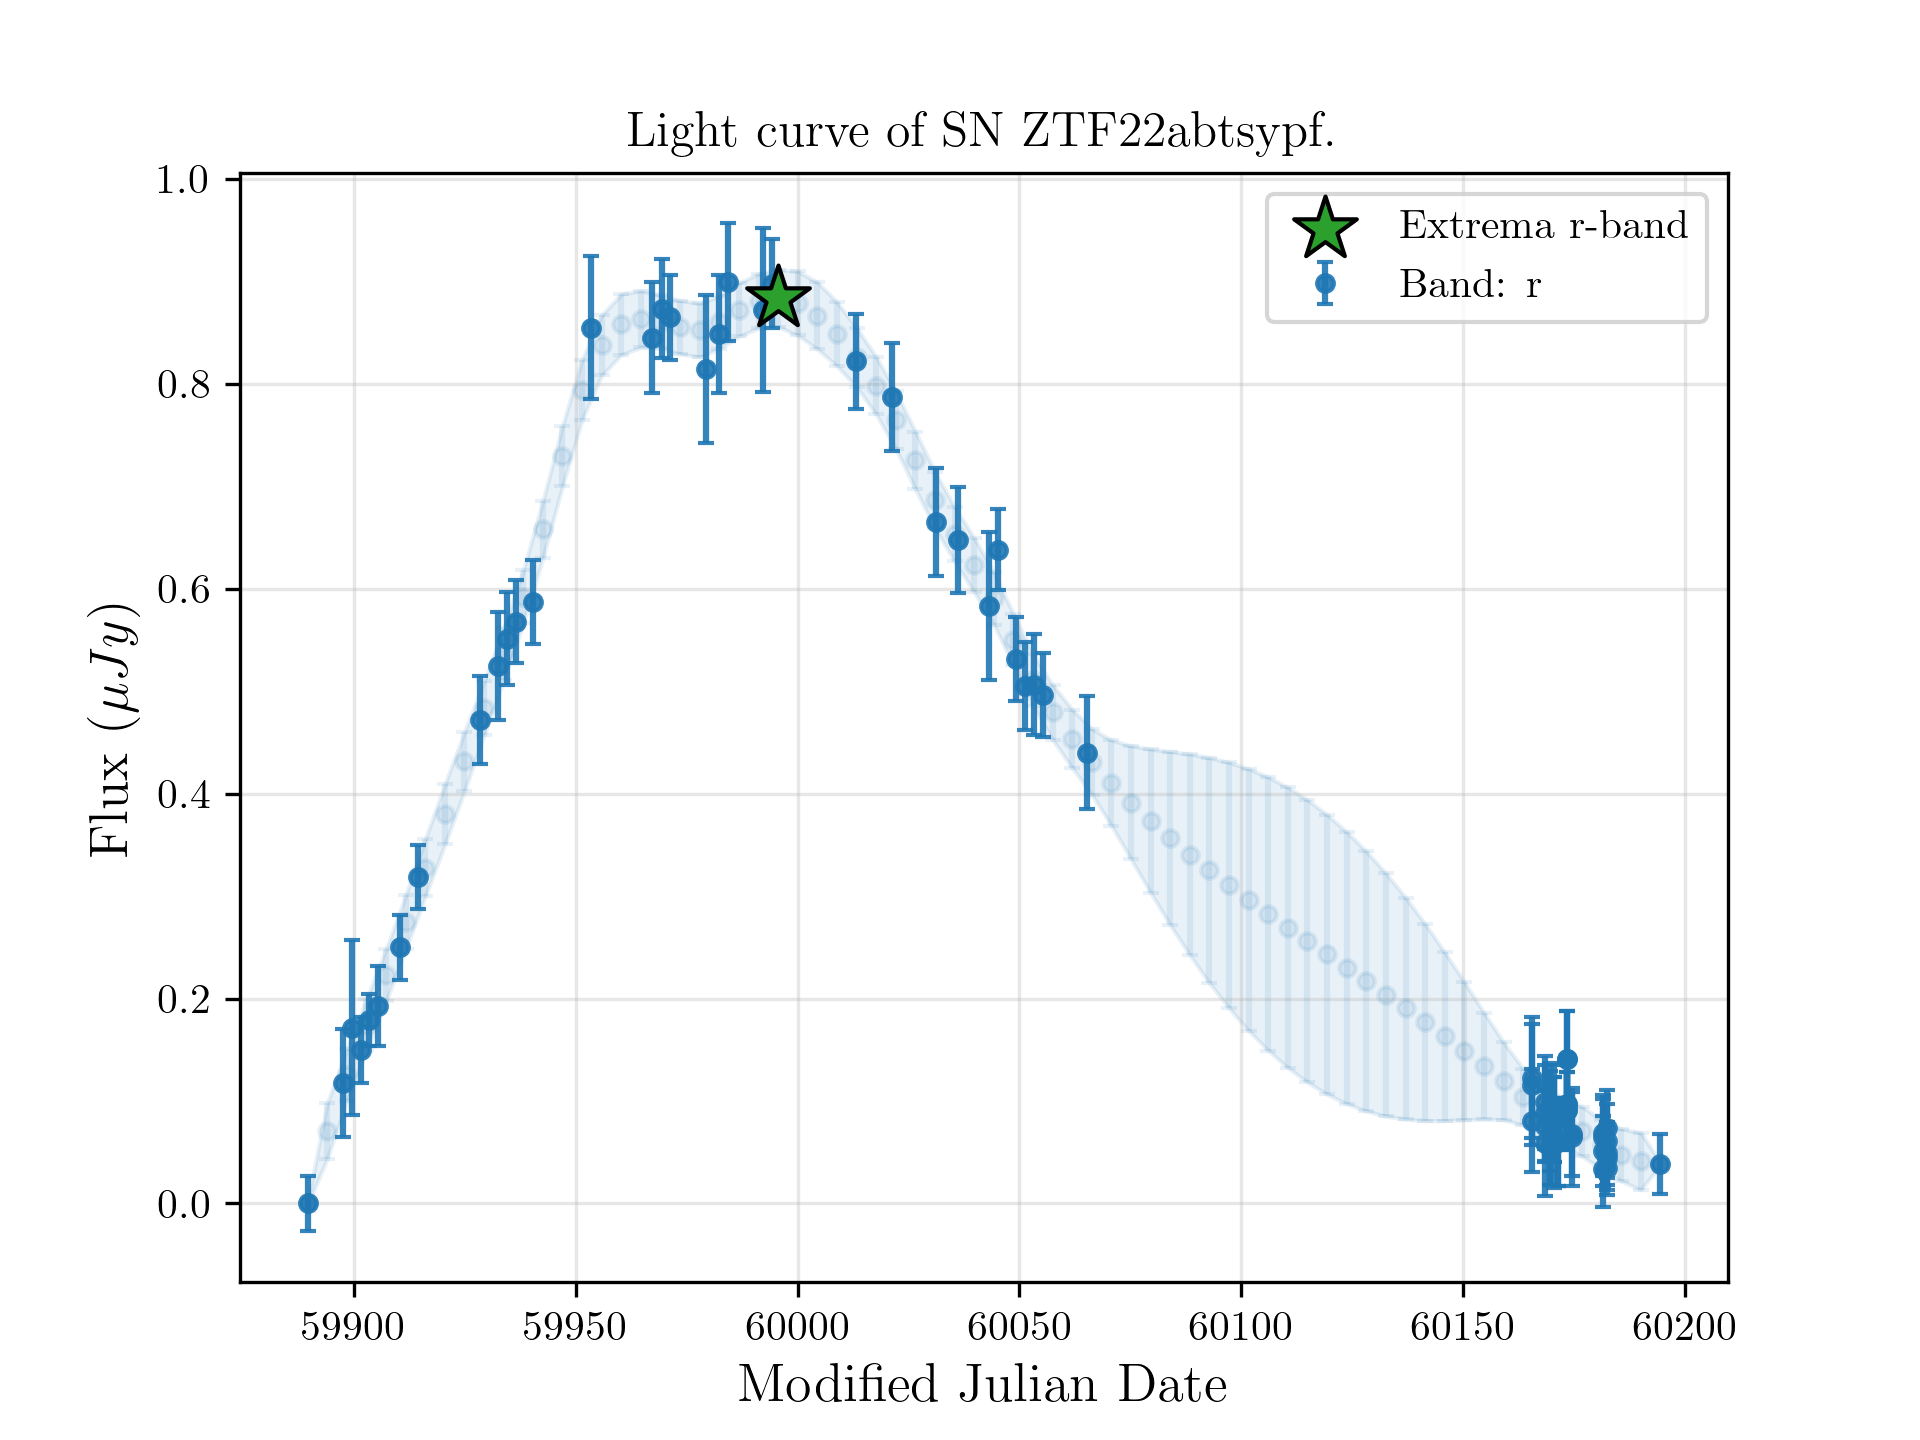 Light curve of SN ZTF22abtsypf.
1.0
0.8
0.6
0.4
0.2
0.0
Flux (μJy)
Extrema r-band
Band: r
59900 59950 60000 60050 60100 60150 60200
Modified Julian Date